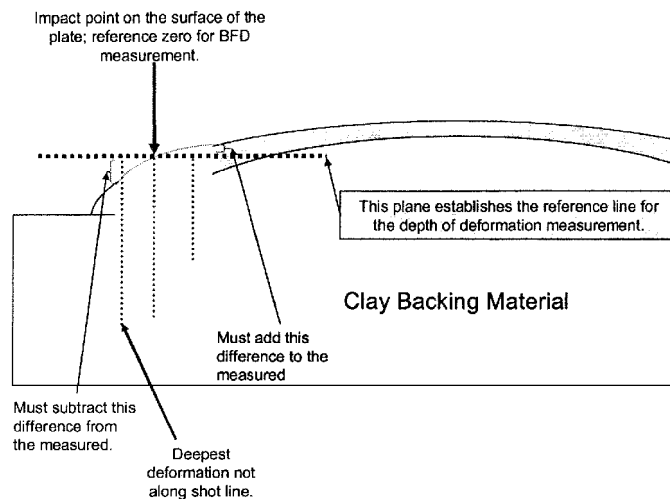 Impact point on the surface of the
plate; reference zero for BFD
measurement.
This plane establishes the reference line for
the depth of deformation measurement.
Clay Backing Material
Must add this
difference to the
measured
Must subtract this
difference from
the measured.
Deepest
deformation not
along shot line.